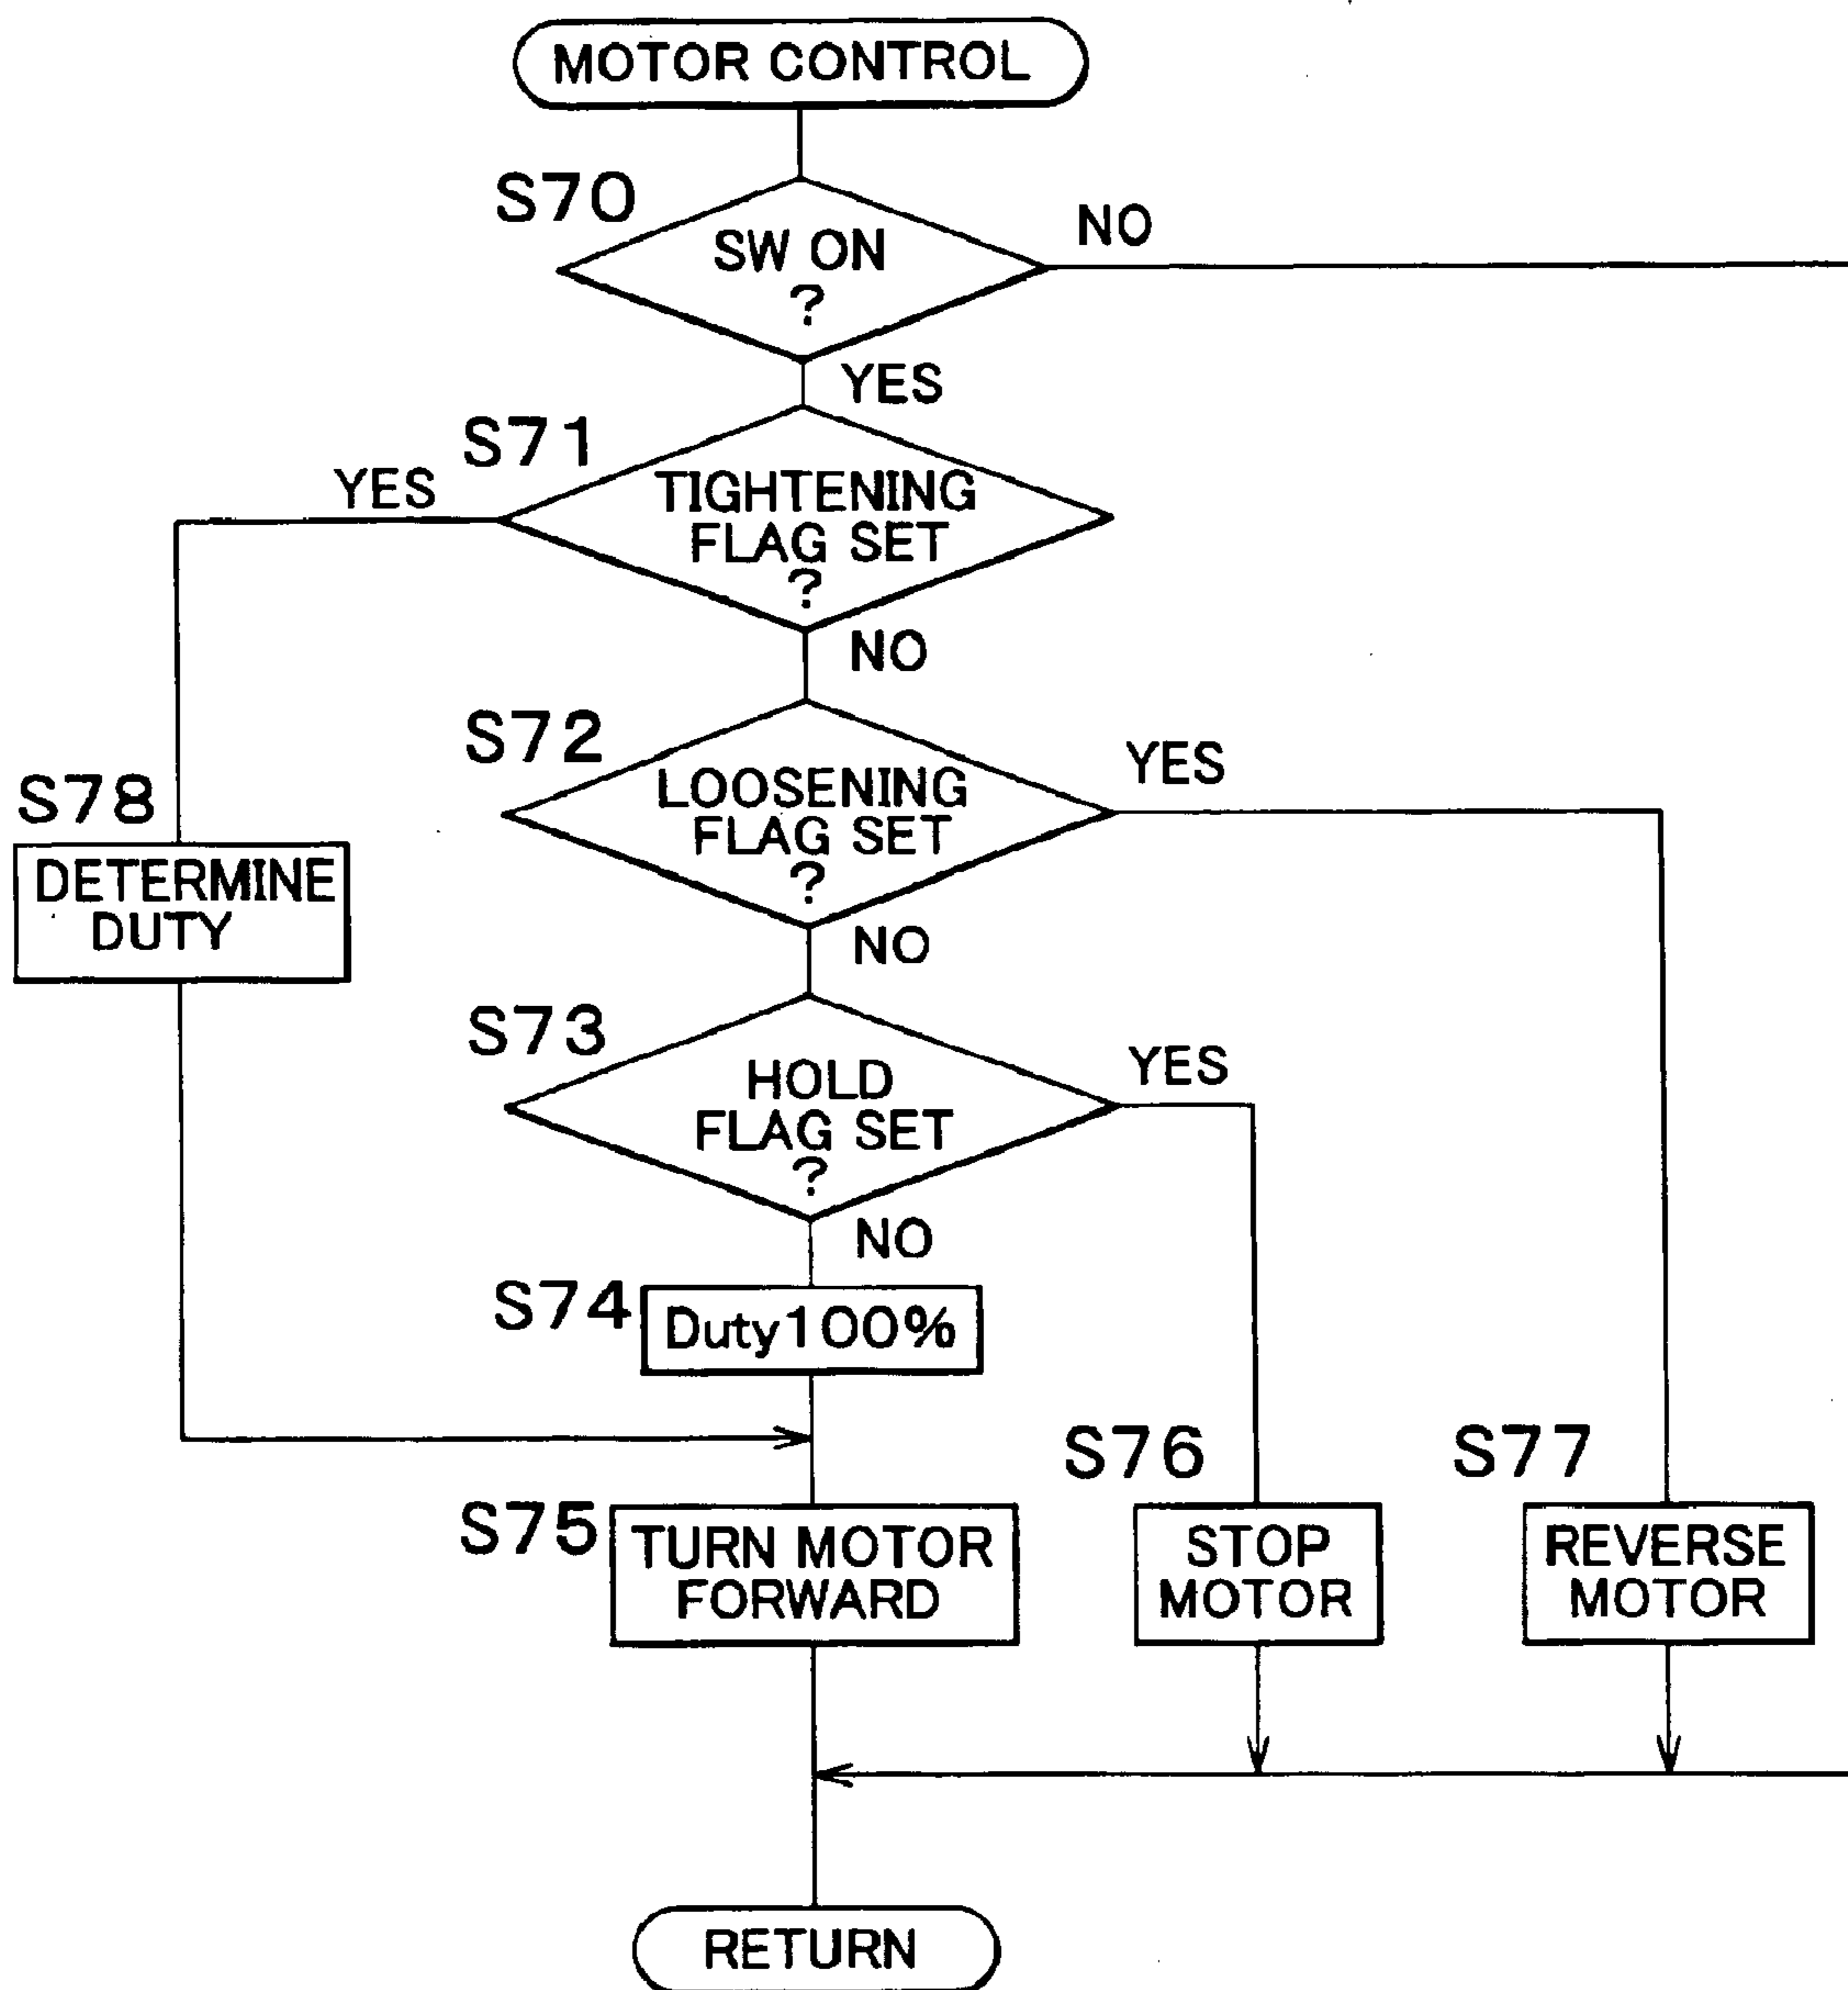 MOTOR CONTROL
S70
SW ON
?
NO
YES
S71
TIGHTENING
FLAG SET
?
YES
NO
S72
LOOSENING
FLAG SET
?
YES
NO
S78
DETERMINE
DUTY
S73
HOLD
FLAG SET
?
YES
NO
S74
Duty100%
S75
TURN MOTOR
FORWARD
S76
STOP
MOTOR
S77
REVERSE
MOTOR
RETURN